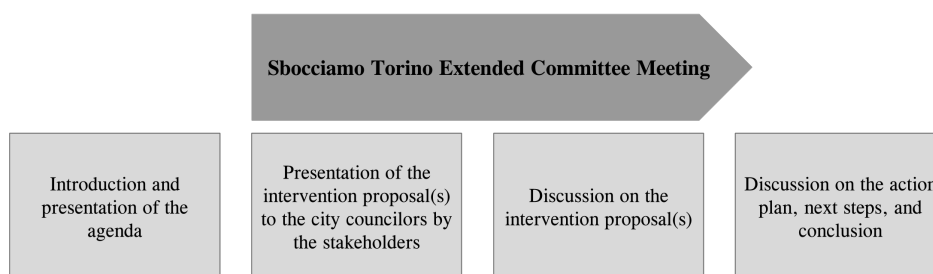 Sbocciamo Torino Extended Committee Meeting
Introduction and
presentation of the
agenda
Presentation of the
intervention proposal(s)
to the city councilors by
the stakeholders
Discussion on the
intervention proposal(s)
Discussion on the action
plan, next steps, and
conclusion